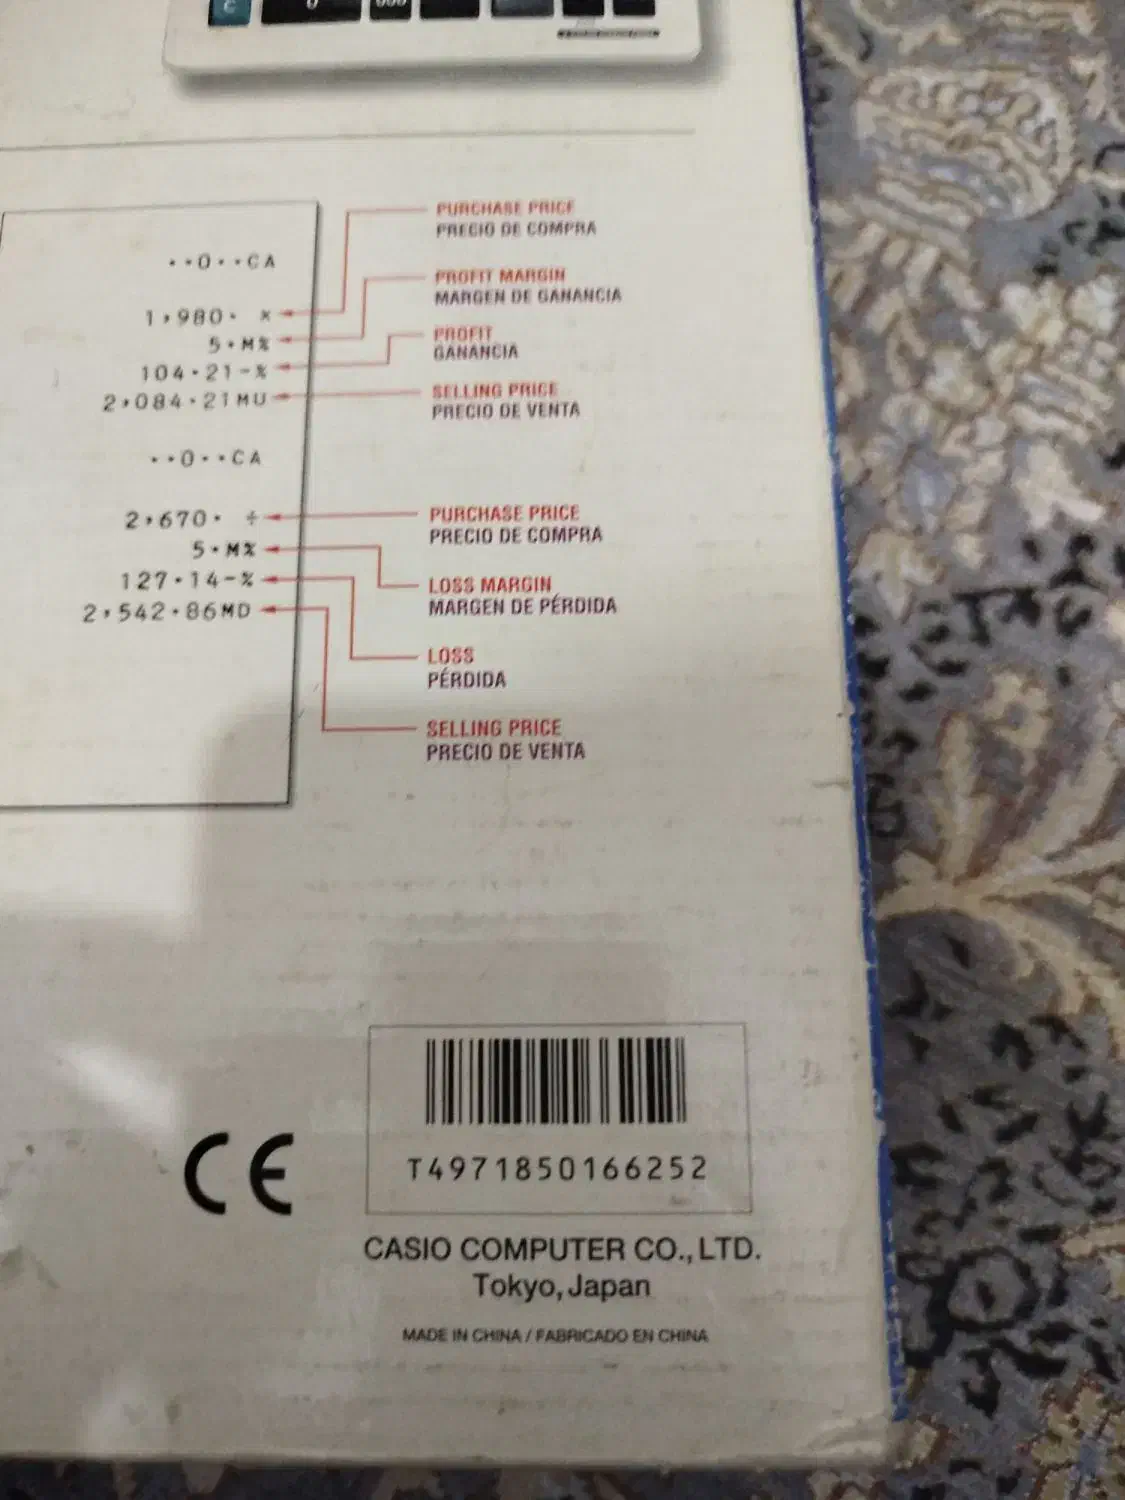 C 0 000
··0··CA
1,980· ×
5·M%
104·21-%
2,084·21MU
PURCHASE PRICE
PRECIO DE COMPRA
PROFIT MARGIN
MARGEN DE GANANCIA
PROFIT
GANANCIA
SELLING PRICE
PRECIO DE VENTA
··0··CA
2,670· ÷
5·M%
127·14-%
2,542·86MD
PURCHASE PRICE
PRECIO DE COMPRA
LOSS MARGIN
MARGEN DE PÉRDIDA
LOSS
PÉRDIDA
SELLING PRICE
PRECIO DE VENTA
T4971850166252
CE
CASIO COMPUTER CO., LTD.
Tokyo, Japan
MADE IN CHINA / FABRICADO EN CHINA